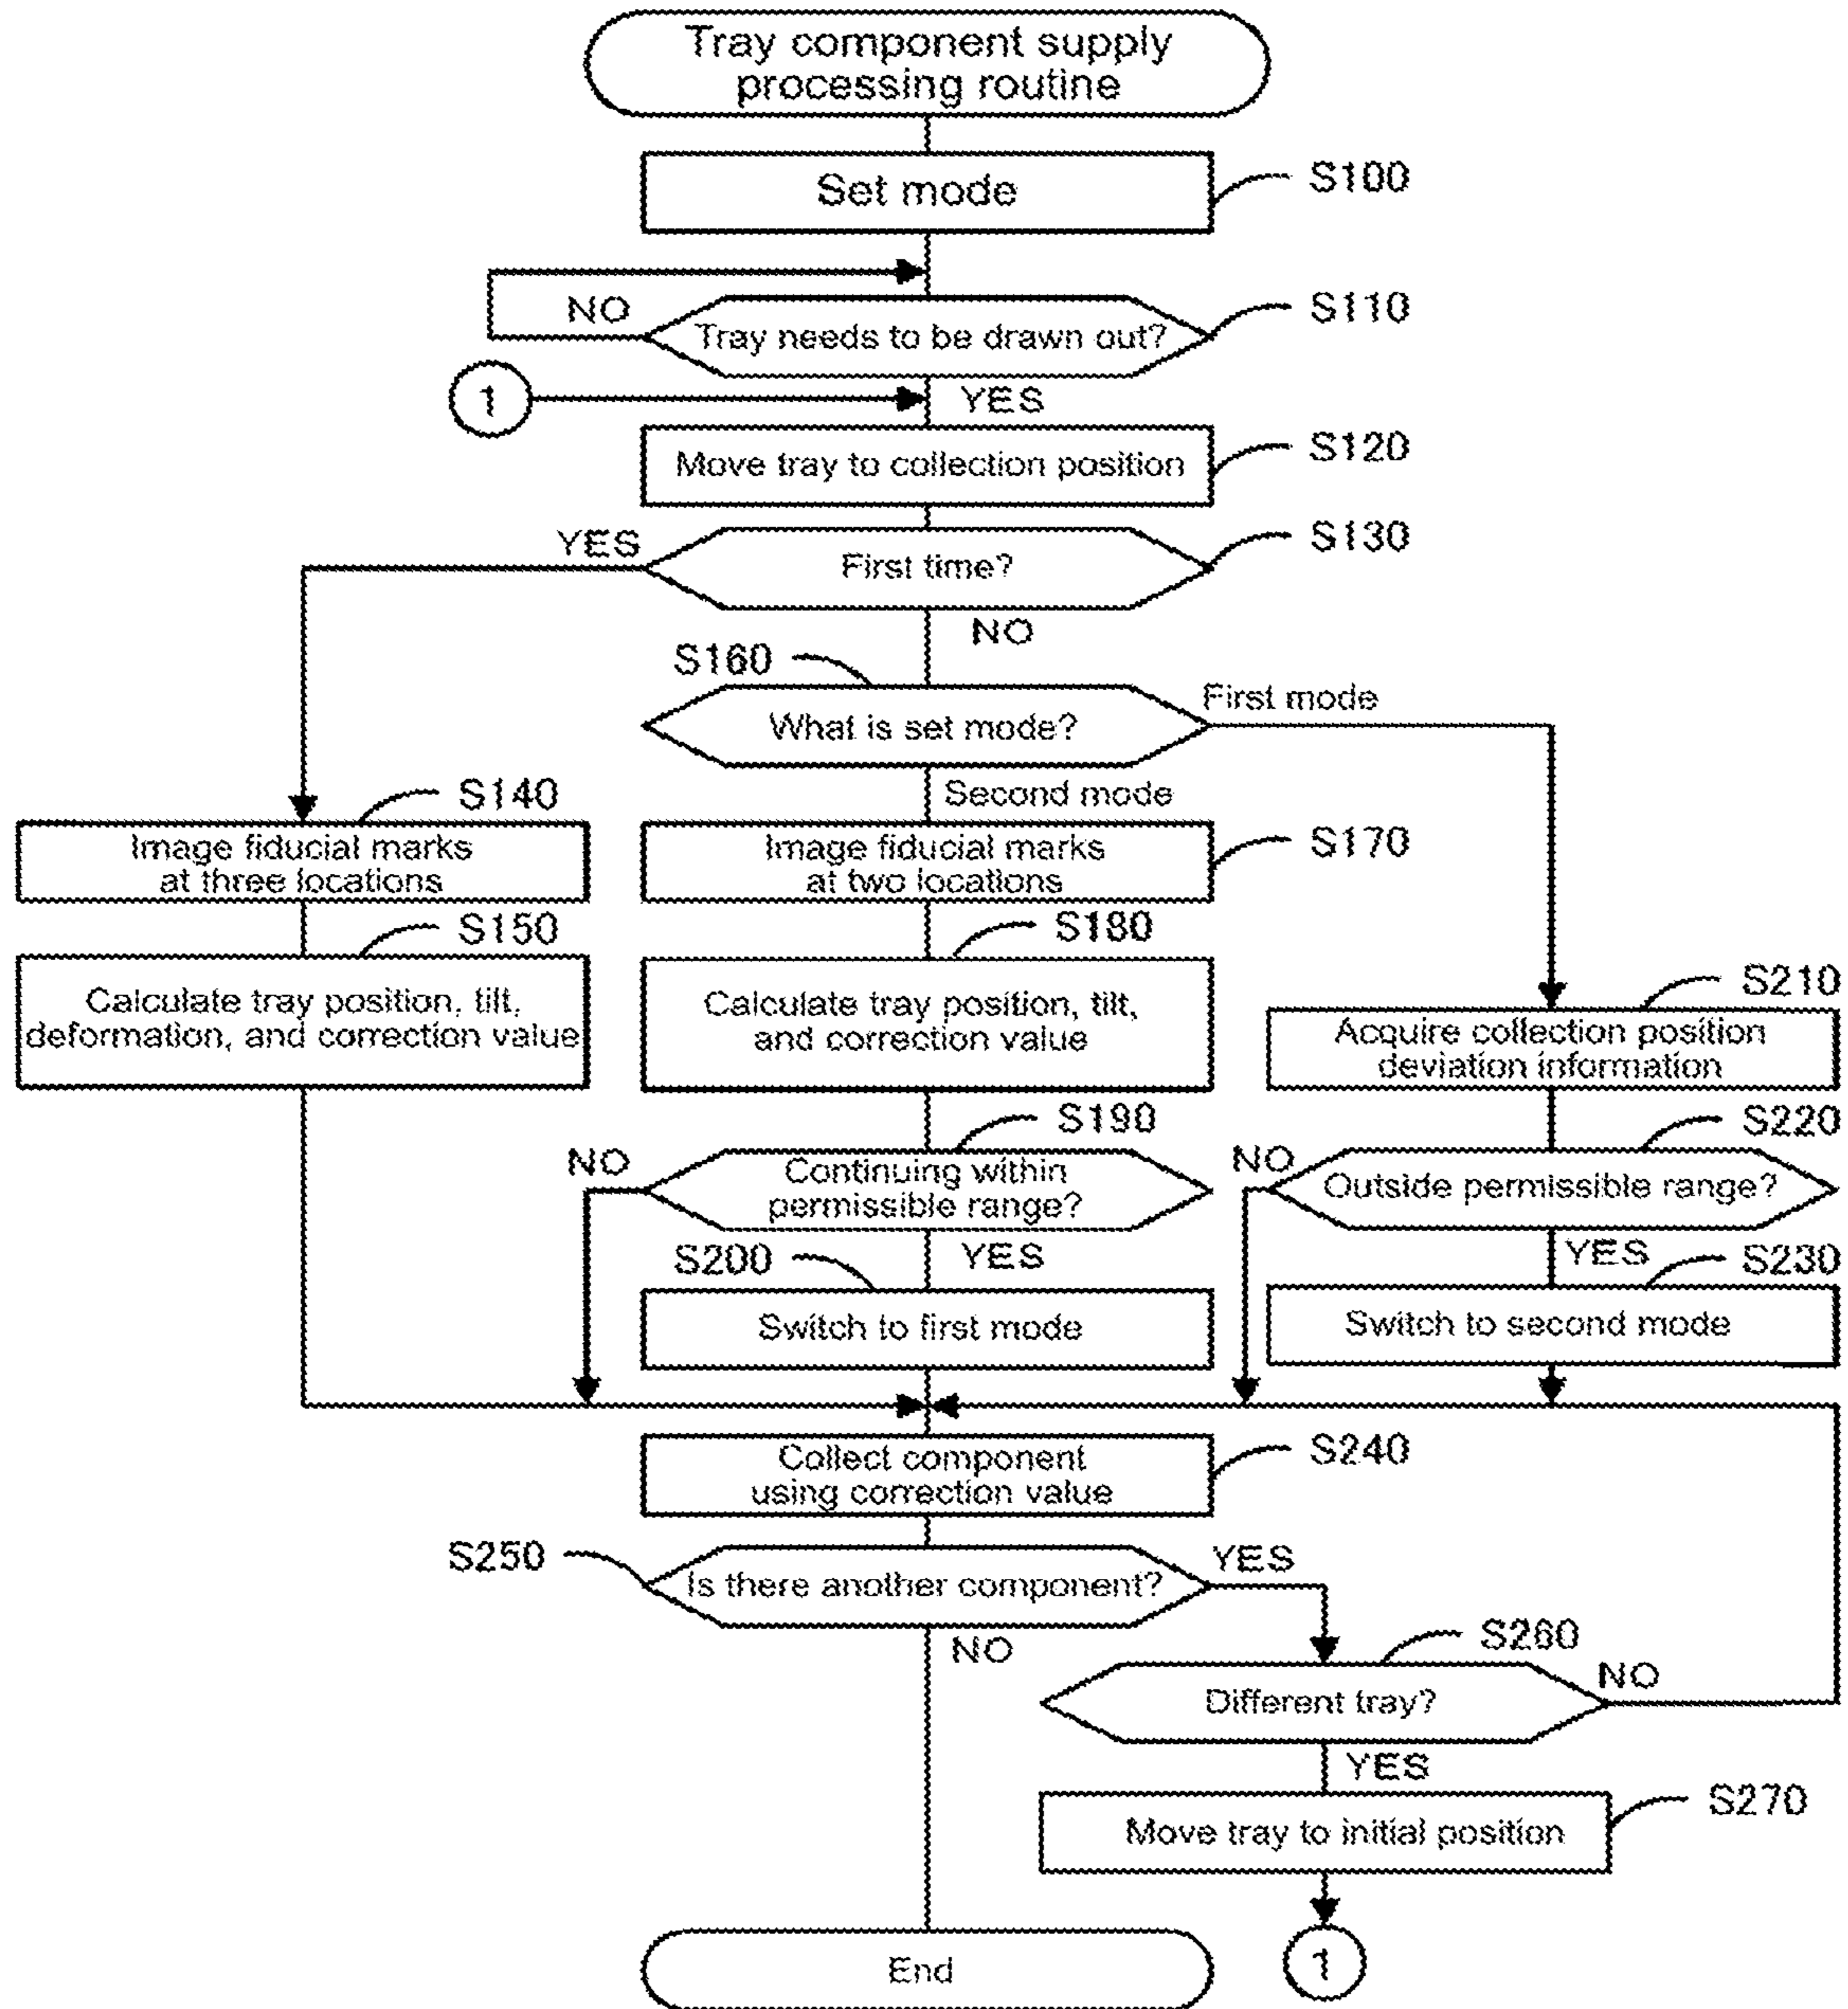 Tray component supply
processing routine
Set mode
S100
NO
Tray needs to be drawn out?
S110
1
YES
Move tray to collection position
S120
YES
First time?
S130
NO
S160
What is set mode?
First mode
Second mode
S140
Image fiducial marks
at three locations
Image fiducial marks
at two locations
S170
S150
Calculate tray position, tilt,
deformation, and correction value
S180
Calculate tray position, tilt,
and correction value
S210
Acquire collection position
deviation information
S190
NO
Continuing within
permissible range?
S220
NO
Outside permissible range?
S200
YES
Switch to first mode
YES
S230
Switch to second mode
Collect component
using correction value
S240
S250
Is there another component?
YES
NO
S260
Different tray?
NO
YES
Move tray to initial position
S270
End
1